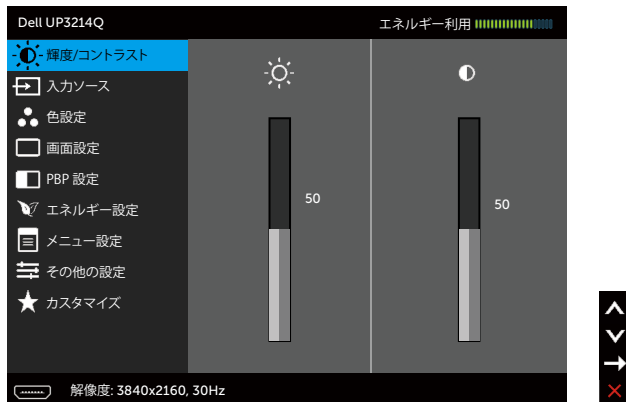 Dell UP3214Q
エネルギー利用
輝度/コントラスト
入力ソース
色設定
画面設定
PBP 設定
エネルギー設定
メニュー設定
その他の設定
カスタマイズ
50
50
解像度: 3840x2160, 30Hz